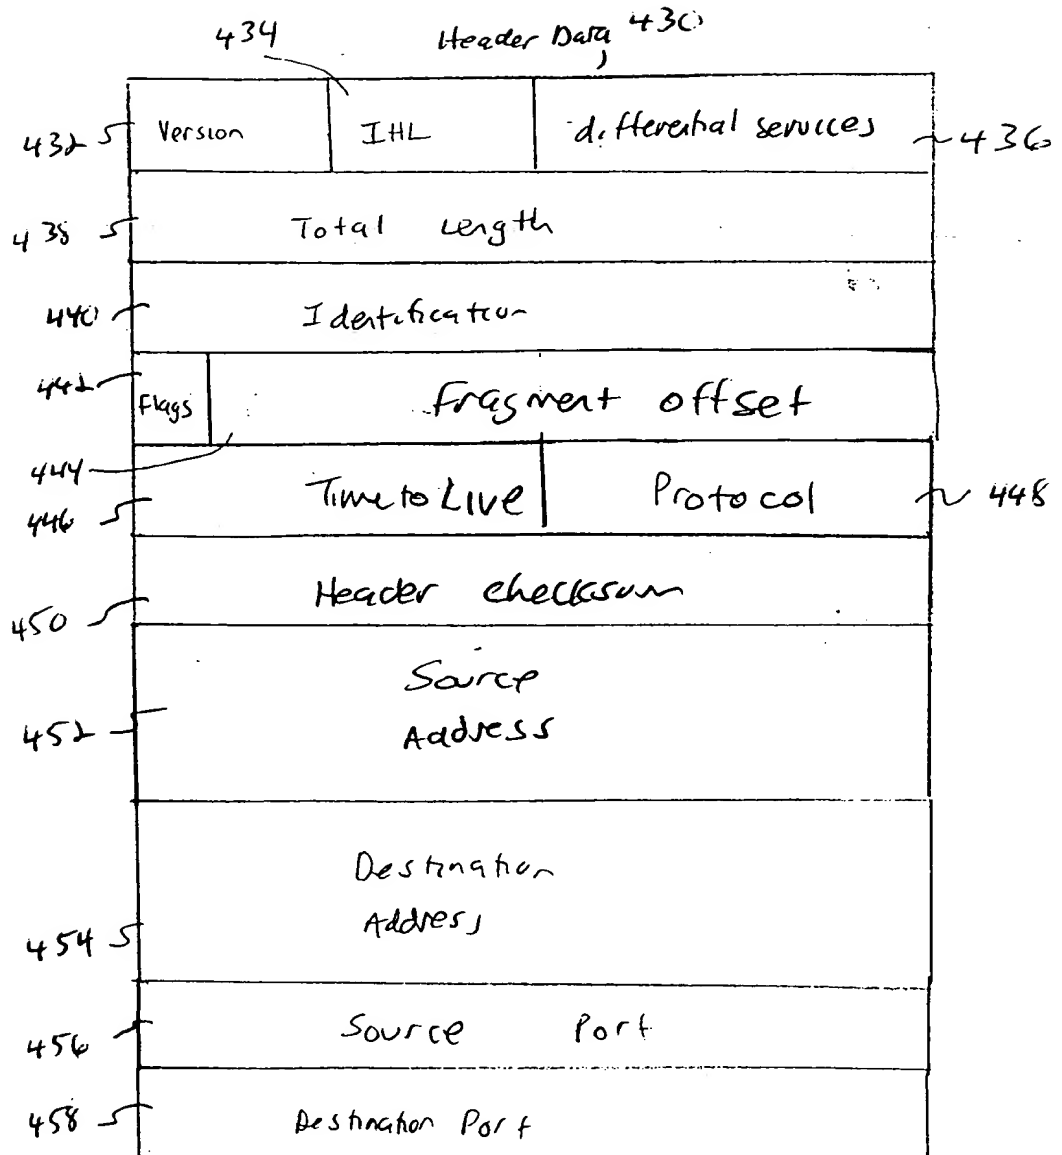 434 Header Data 430
432 Version IHL differential services 436
438 Total Length
440 Identification
442 Flags Fragment offset
444
446 Time to Live Protocol 448
450 Header checksum
452 Source
Address
Destination
454 Address
456 Source Port
458 Destination Port